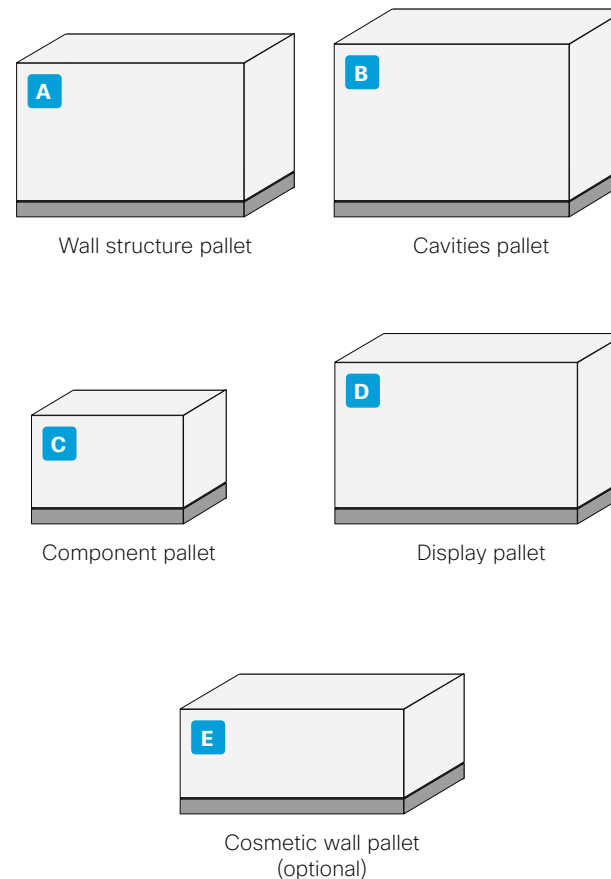 A
B
Wall structure pallet
Cavities pallet
C
D
Component pallet
Display pallet
E
Cosmetic wall pallet
(optional)